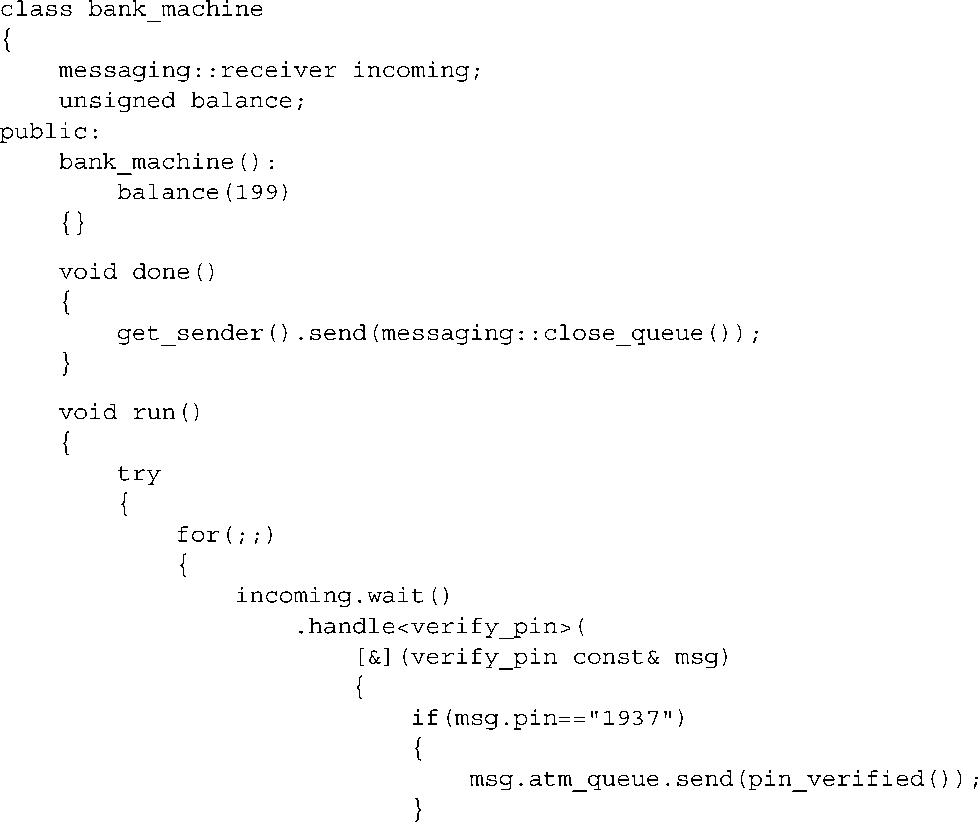 class bank_machine
{
    messaging::receiver incoming;
    unsigned balance;
public:
    bank_machine():
        balance(199)
    {}
    void done()
    {
        get_sender().send(messaging::close_queue());
    }
    void run()
    {
        try
        {
            for(;;)
            {
                incoming.wait()
                    .handle<verify_pin>(
                        [&](verify_pin const& msg)
                        {
                            if(msg.pin=="1937")
                            {
                                msg.atm_queue.send(pin_verified());
                            }